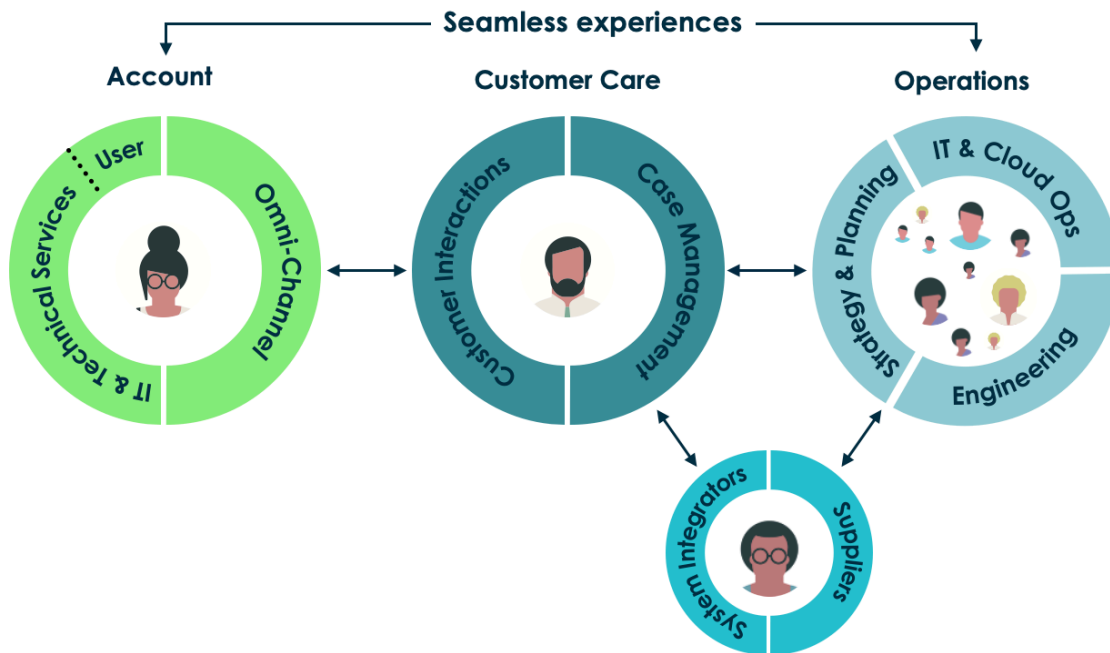 Seamless experiences
Account
Customer Care
Operations
User
IT & Technical Services
Omni-Channel
Customer Interactions
Case Management
Strategy & Planning
IT & Cloud Ops
Engineering
System Integrators
Suppliers